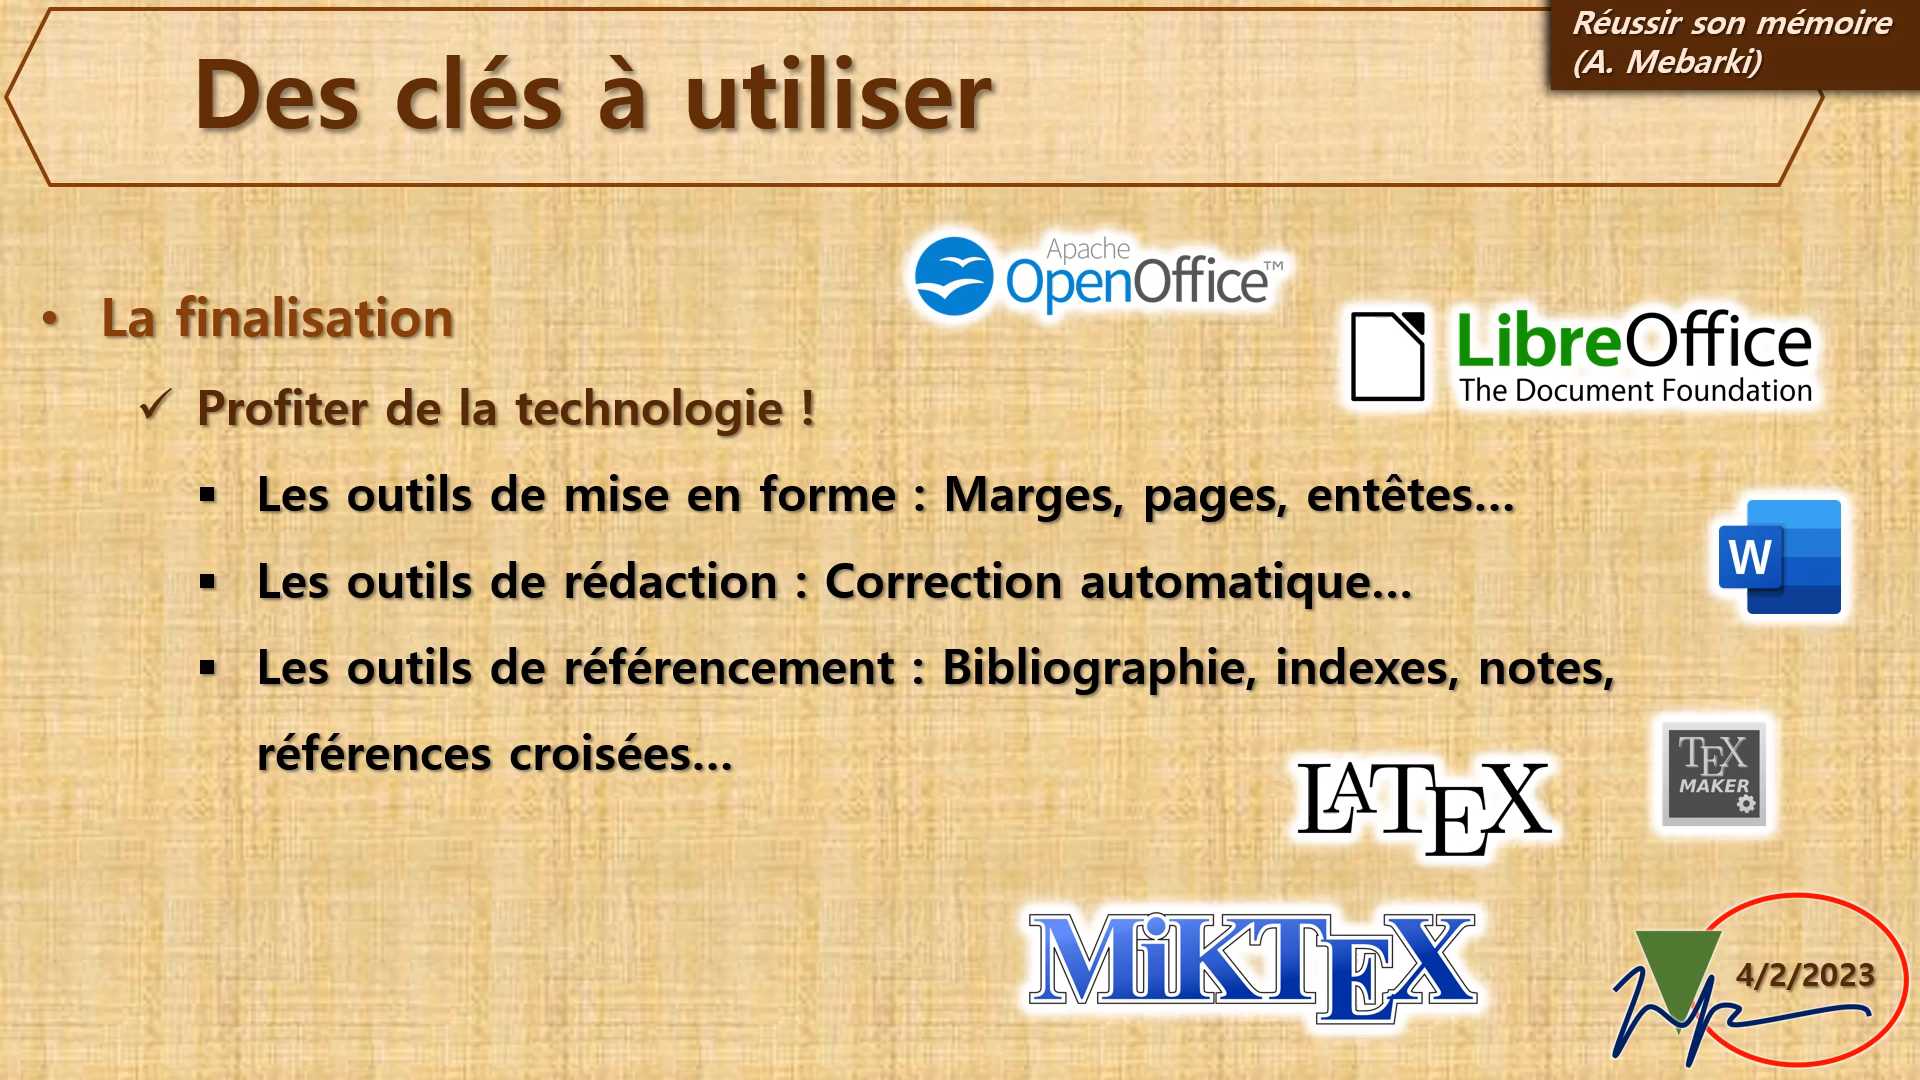 Réussir son mémoire
(A. Mebarki)
Des clés à utiliser
Apache
OpenOffice™
• La finalisation
LibreOffice
The Document Foundation
✓ Profiter de la technologie !
▪ Les outils de mise en forme : Marges, pages, entêtes...
W
▪ Les outils de rédaction : Correction automatique...
▪ Les outils de référencement : Bibliographie, indexes, notes,
références croisées...
TEX
MAKER
LATEX
MiKTEX
4/2/2023